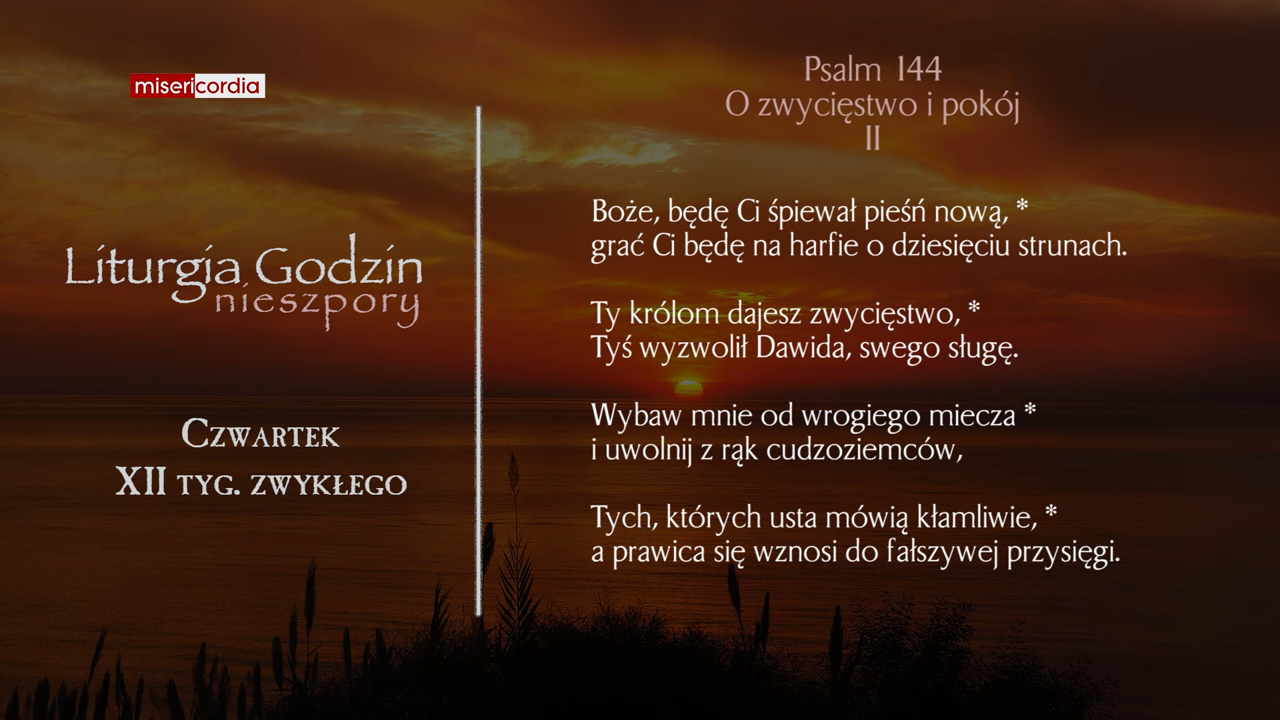 misericordia
Liturgia Godzin
nieszpory
Czwartek
XII tyg. zwykłego
Psalm 144
O zwycięstwo i pokój
II
Boże, będę Ci śpiewał pieśń nową, *
grać Ci będę na harfie o dziesięciu strunach.
Ty królom dajesz zwycięstwo, *
Tyś wyzwolił Dawida, swego sługę.
Wybaw mnie od wrogiego miecza *
i uwolnij z rąk cudzoziemców,
Tych, których usta mówią kłamliwie, *
a prawica się wznosi do fałszywej przysięgi.